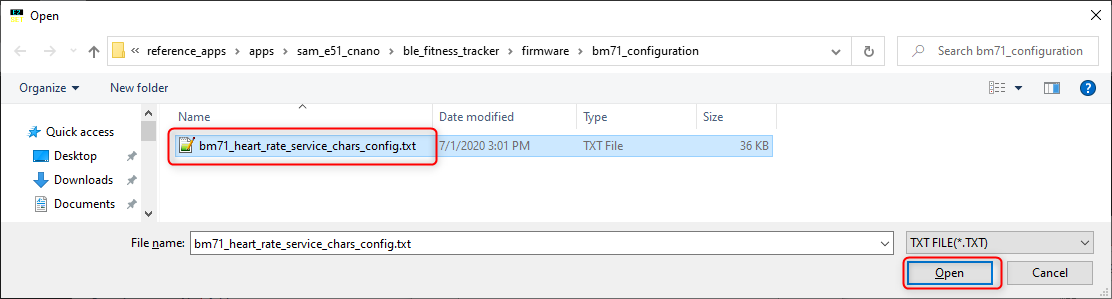 Open
« reference_apps › apps › sam_e51_cnano › ble_fitness_tracker › firmware › bm71_configuration
Search bm71_configuration
Organize
New folder
Name Date modified Type Size
Quick access
bm71_heart_rate_service_chars_config.txt 7/1/2020 3:01 PM TXT File 36 KB
Desktop
Downloads
Documents
File name: bm71_heart_rate_service_chars_config.txt TXT FILE(*.TXT)
Open Cancel